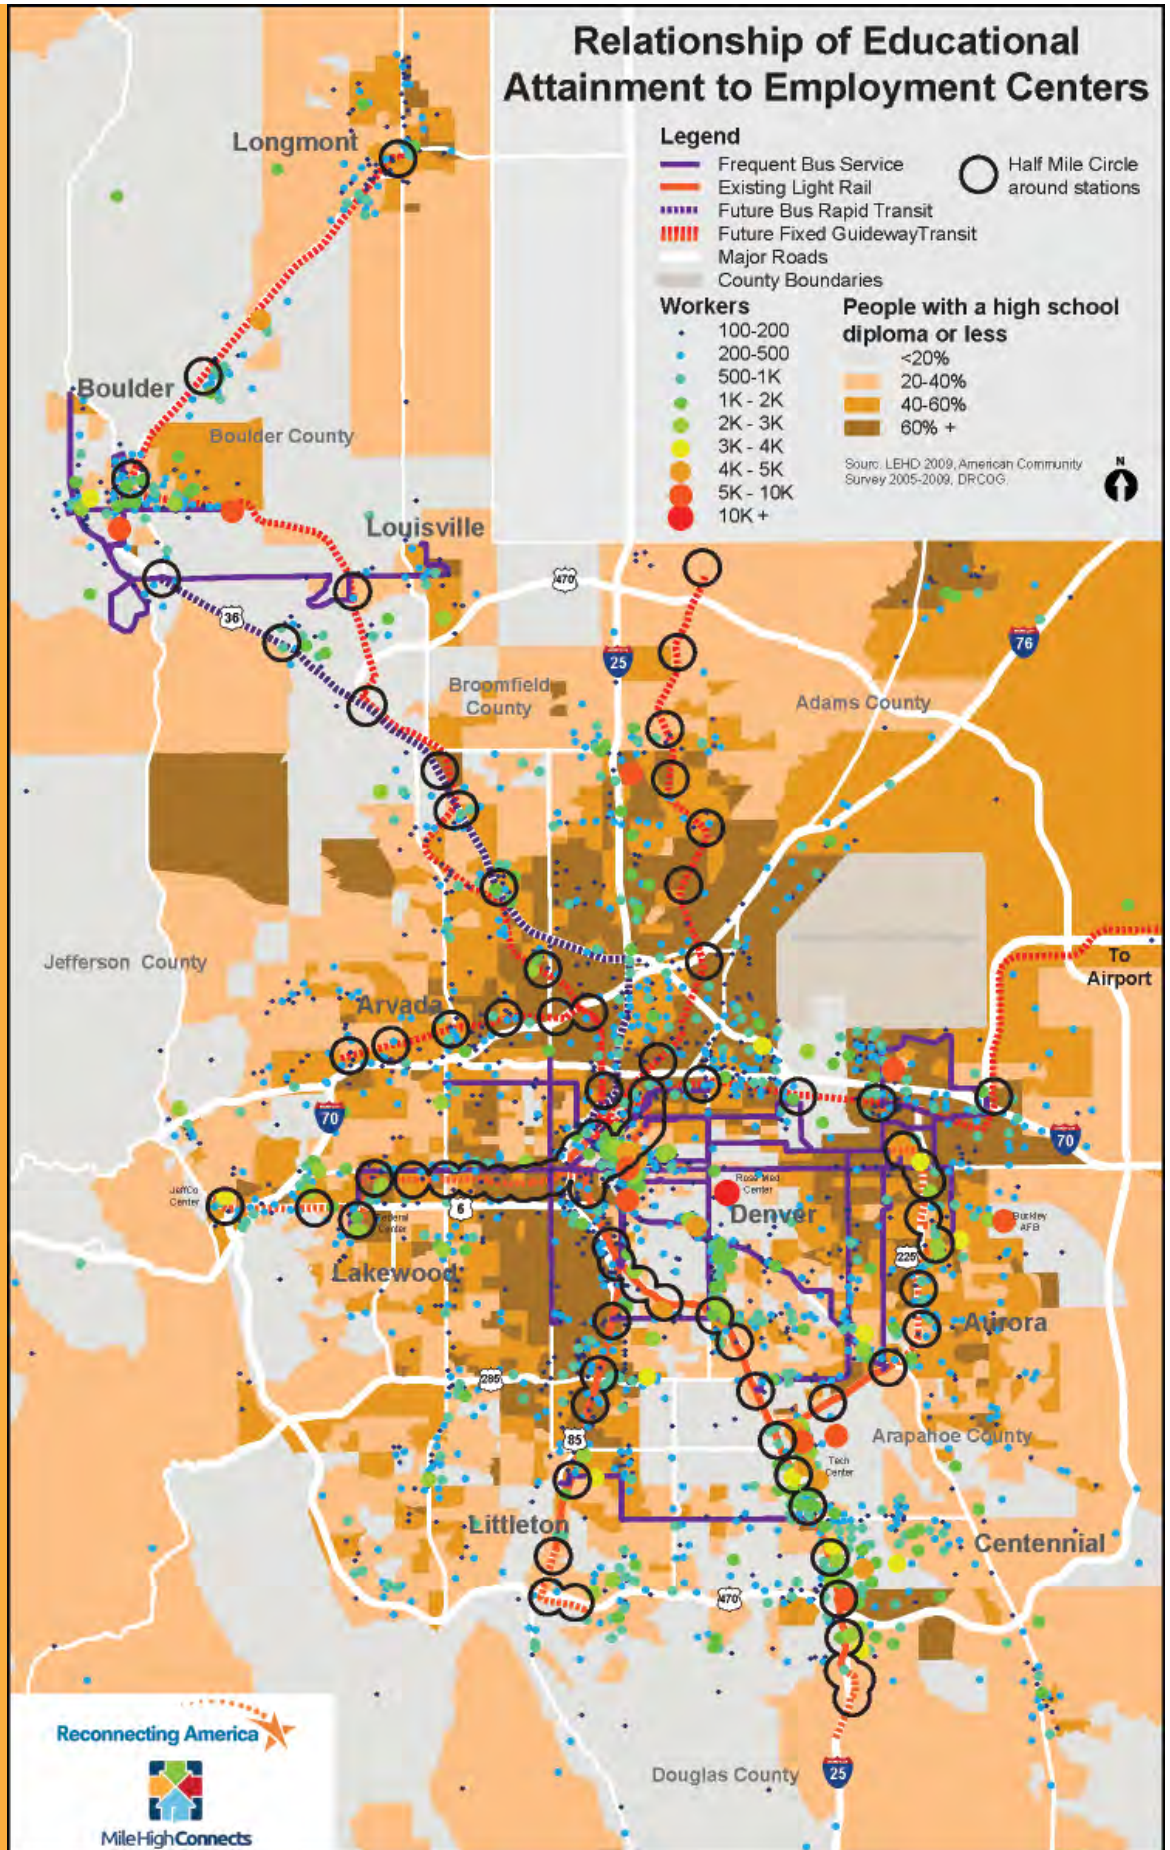 Relationship of Educational
Attainment to Employment Centers
Legend
Frequent Bus Service
Existing Light Rail
Future Bus Rapid Transit
Future Fixed GuidewayTransit
Major Roads
County Boundaries
Half Mile Circle
around stations
Workers
100-200
200-500
500-1K
1K - 2K
2K - 3K
3K - 4K
4K - 5K
5K - 10K
10K +
People with a high school
diploma or less
<20%
20-40%
40-60%
60% +
Sourc. LEHD 2009, American Community
Survey 2005-2009, DRCOG
N
Longmont
Boulder
Boulder County
Louisville
470
36
25
76
Broomfield
County
Adams County
Jefferson County
To
Airport
Arvada
70
70
JeffCo
Center
Federal
Center
6
Rose Med
Center
Denver
Buckley
AFB
225
Lakewood
Aurora
285
85
Arapahoe County
Tech
Center
Littleton
Centennial
470
Douglas County
25
Reconnecting America
MileHighConnects